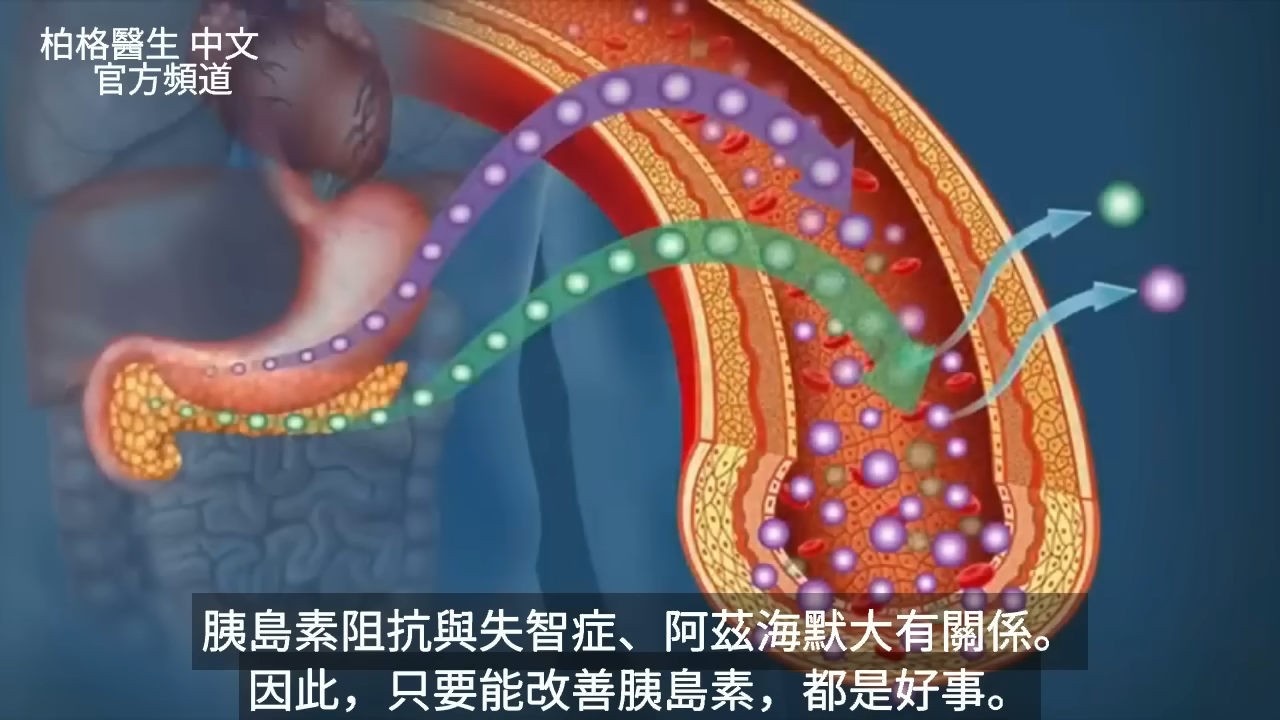 柏格醫生 中文
官方頻道
胰島素阻抗與失智症、阿茲海默大有關係。
因此，只要能改善胰島素，都是好事。